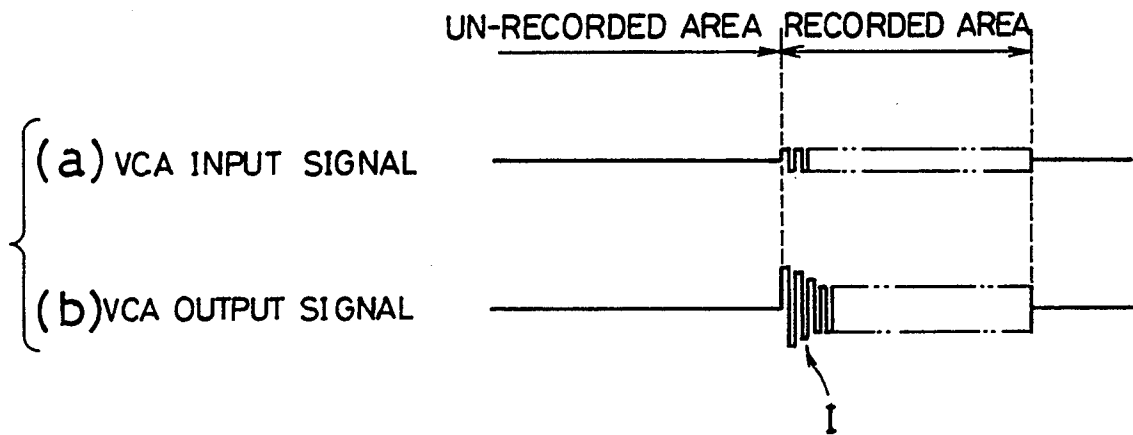 UN-RECORDED AREA RECORDED AREA
(a) VCA INPUT SIGNAL
(b) VCA OUTPUT SIGNAL
I